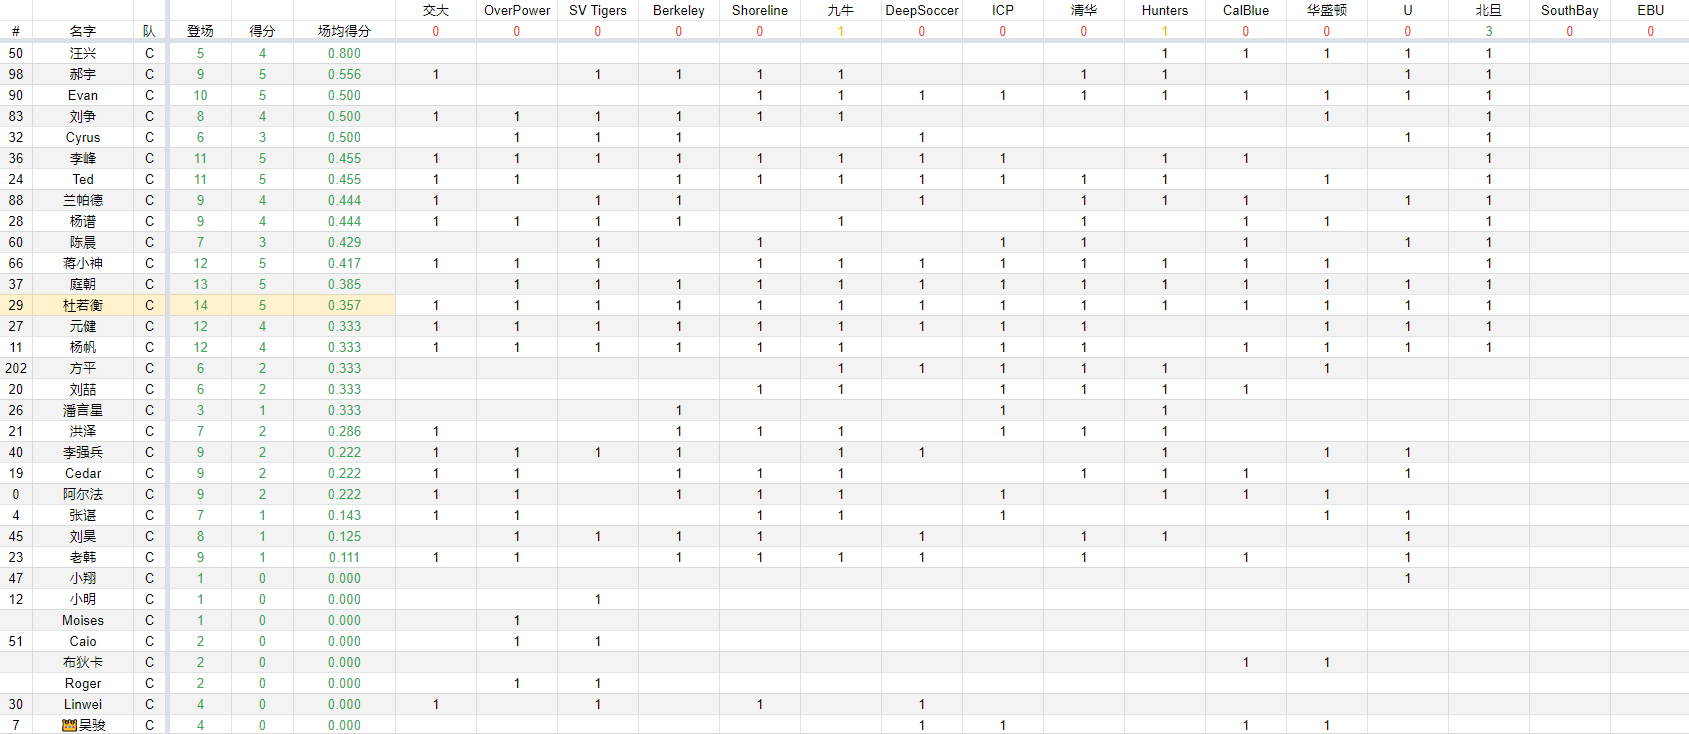 交大 OverPower SV Tigers Berkeley Shoreline 九牛 DeepSoccer ICP 清华 Hunters CalBlue 华盛顿 U 北旦 SouthBay EBU
# 名字 队 登场 得分 场均得分 0 0 0 0 0 1 0 0 0 1 0 0 0 3 0 0
50 汪兴 C 5 4 0.800 1 1 1 1 1
98 郝宇 C 9 5 0.556 1 1 1 1 1 1 1 1 1
90 Evan C 10 5 0.500 1 1 1 1 1 1 1 1 1 1
83 刘争 C 8 4 0.500 1 1 1 1 1 1 1 1
32 Cyrus C 6 3 0.500 1 1 1 1 1 1
36 李峰 C 11 5 0.455 1 1 1 1 1 1 1 1 1 1 1
24 Ted C 11 5 0.455 1 1 1 1 1 1 1 1 1 1 1
88 兰帕德 C 9 4 0.444 1 1 1 1 1 1 1 1 1
28 杨谱 C 9 4 0.444 1 1 1 1 1 1 1 1 1
60 陈晨 C 7 3 0.429 1 1 1 1 1 1 1
66 蒋小神 C 12 5 0.417 1 1 1 1 1 1 1 1 1 1 1 1
37 庭朝 C 13 5 0.385 1 1 1 1 1 1 1 1 1 1 1 1 1
29 杜若衡 C 14 5 0.357 1 1 1 1 1 1 1 1 1 1 1 1 1 1
27 元健 C 12 4 0.333 1 1 1 1 1 1 1 1 1 1 1 1
11 杨帆 C 12 4 0.333 1 1 1 1 1 1 1 1 1 1 1 1
202 方平 C 6 2 0.333 1 1 1 1 1 1
20 刘喆 C 6 2 0.333 1 1 1 1 1 1
26 潘言星 C 3 1 0.333 1 1 1
21 洪泽 C 7 2 0.286 1 1 1 1 1 1 1
40 李强兵 C 9 2 0.222 1 1 1 1 1 1 1 1 1
19 Cedar C 9 2 0.222 1 1 1 1 1 1 1 1 1
0 阿尔法 C 9 2 0.222 1 1 1 1 1 1 1 1 1
4 张谌 C 7 1 0.143 1 1 1 1 1 1 1
45 刘昊 C 8 1 0.125 1 1 1 1 1 1 1 1
23 老韩 C 9 1 0.111 1 1 1 1 1 1 1 1 1
47 小翔 C 1 0 0.000 1
12 小明 C 1 0 0.000 1
Moises C 1 0 0.000 1
51 Caio C 2 0 0.000 1 1
布狄卡 C 2 0 0.000 1 1
Roger C 2 0 0.000 1 1
30 Linwei C 4 0 0.000 1 1 1 1
7 吴骏 C 4 0 0.000 1 1 1 1